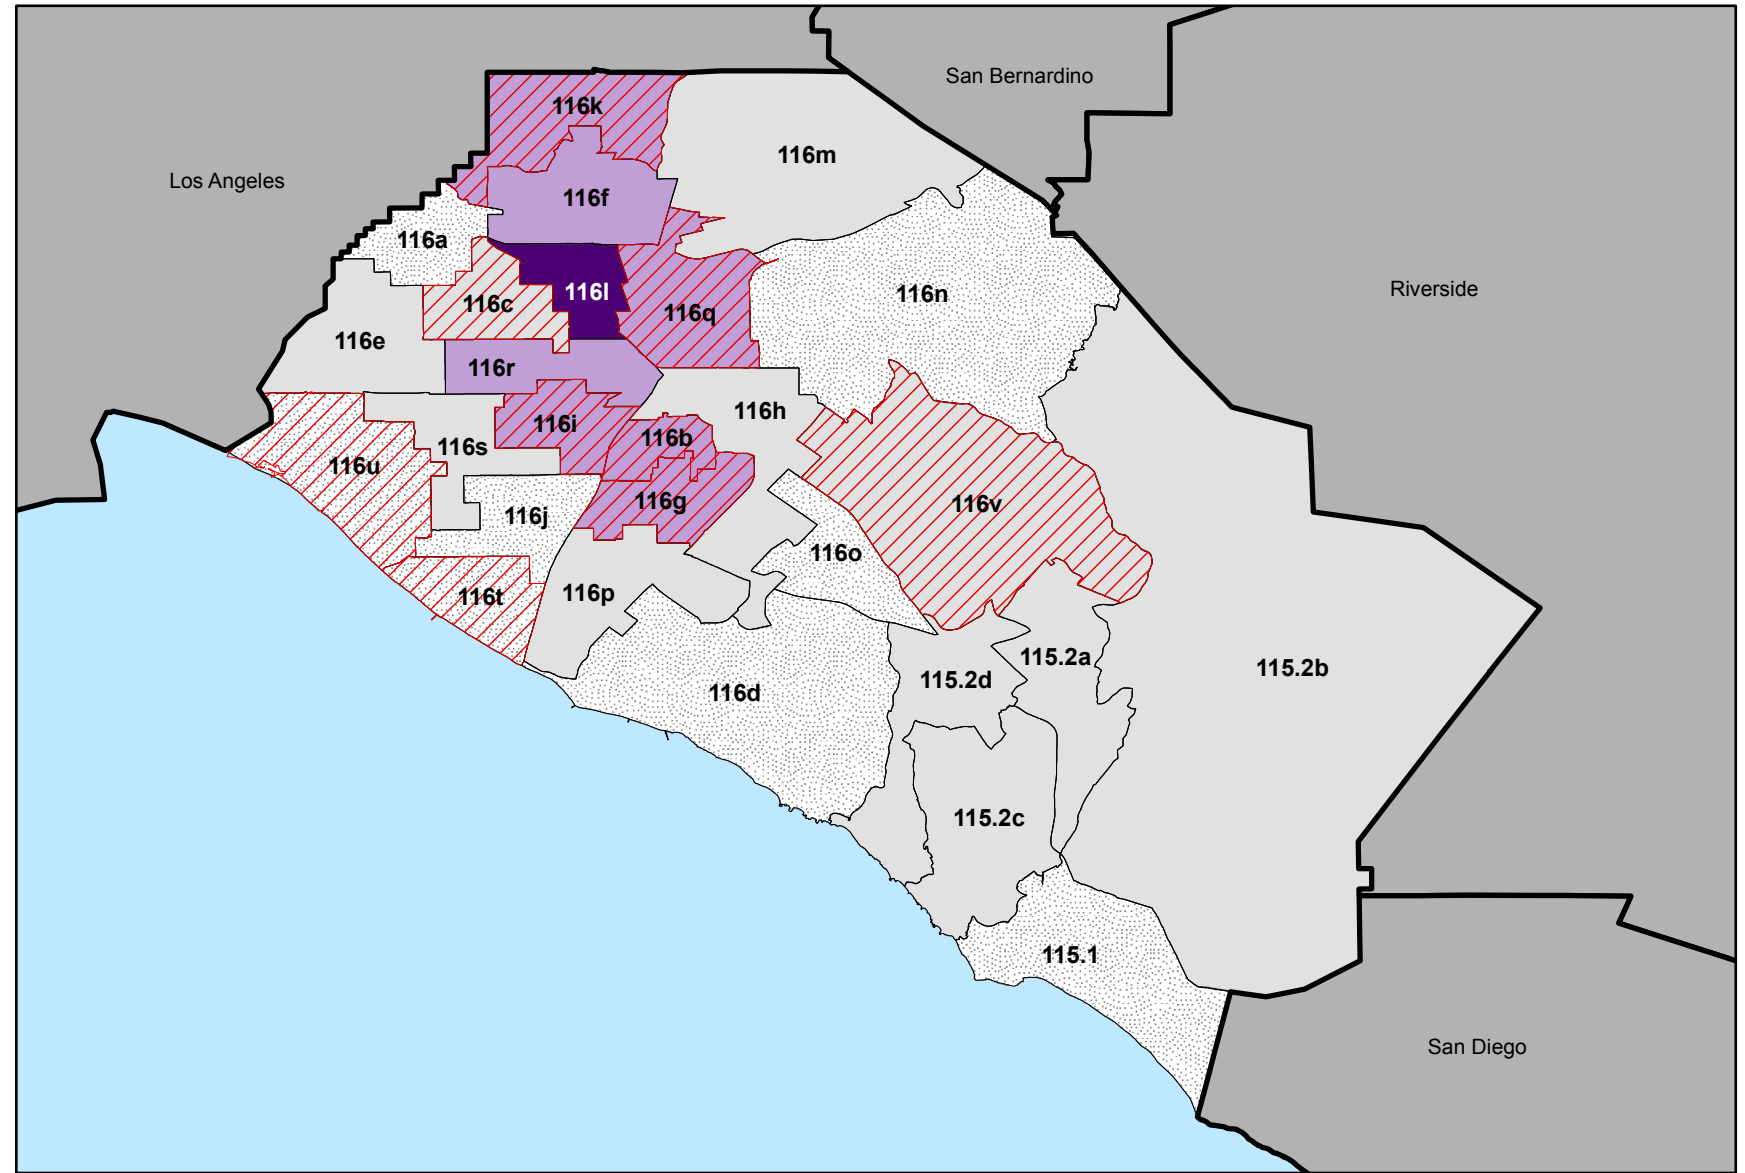 San Bernardino
116k
116m
Los Angeles
116f
116a
Riverside
116l
116n
116c
116q
116e
116r
116h
116i
116b
116s
116u
116g
116v
116j
116o
116p
116t
115.2a
115.2b
115.2d
116d
115.2c
115.1
San Diego